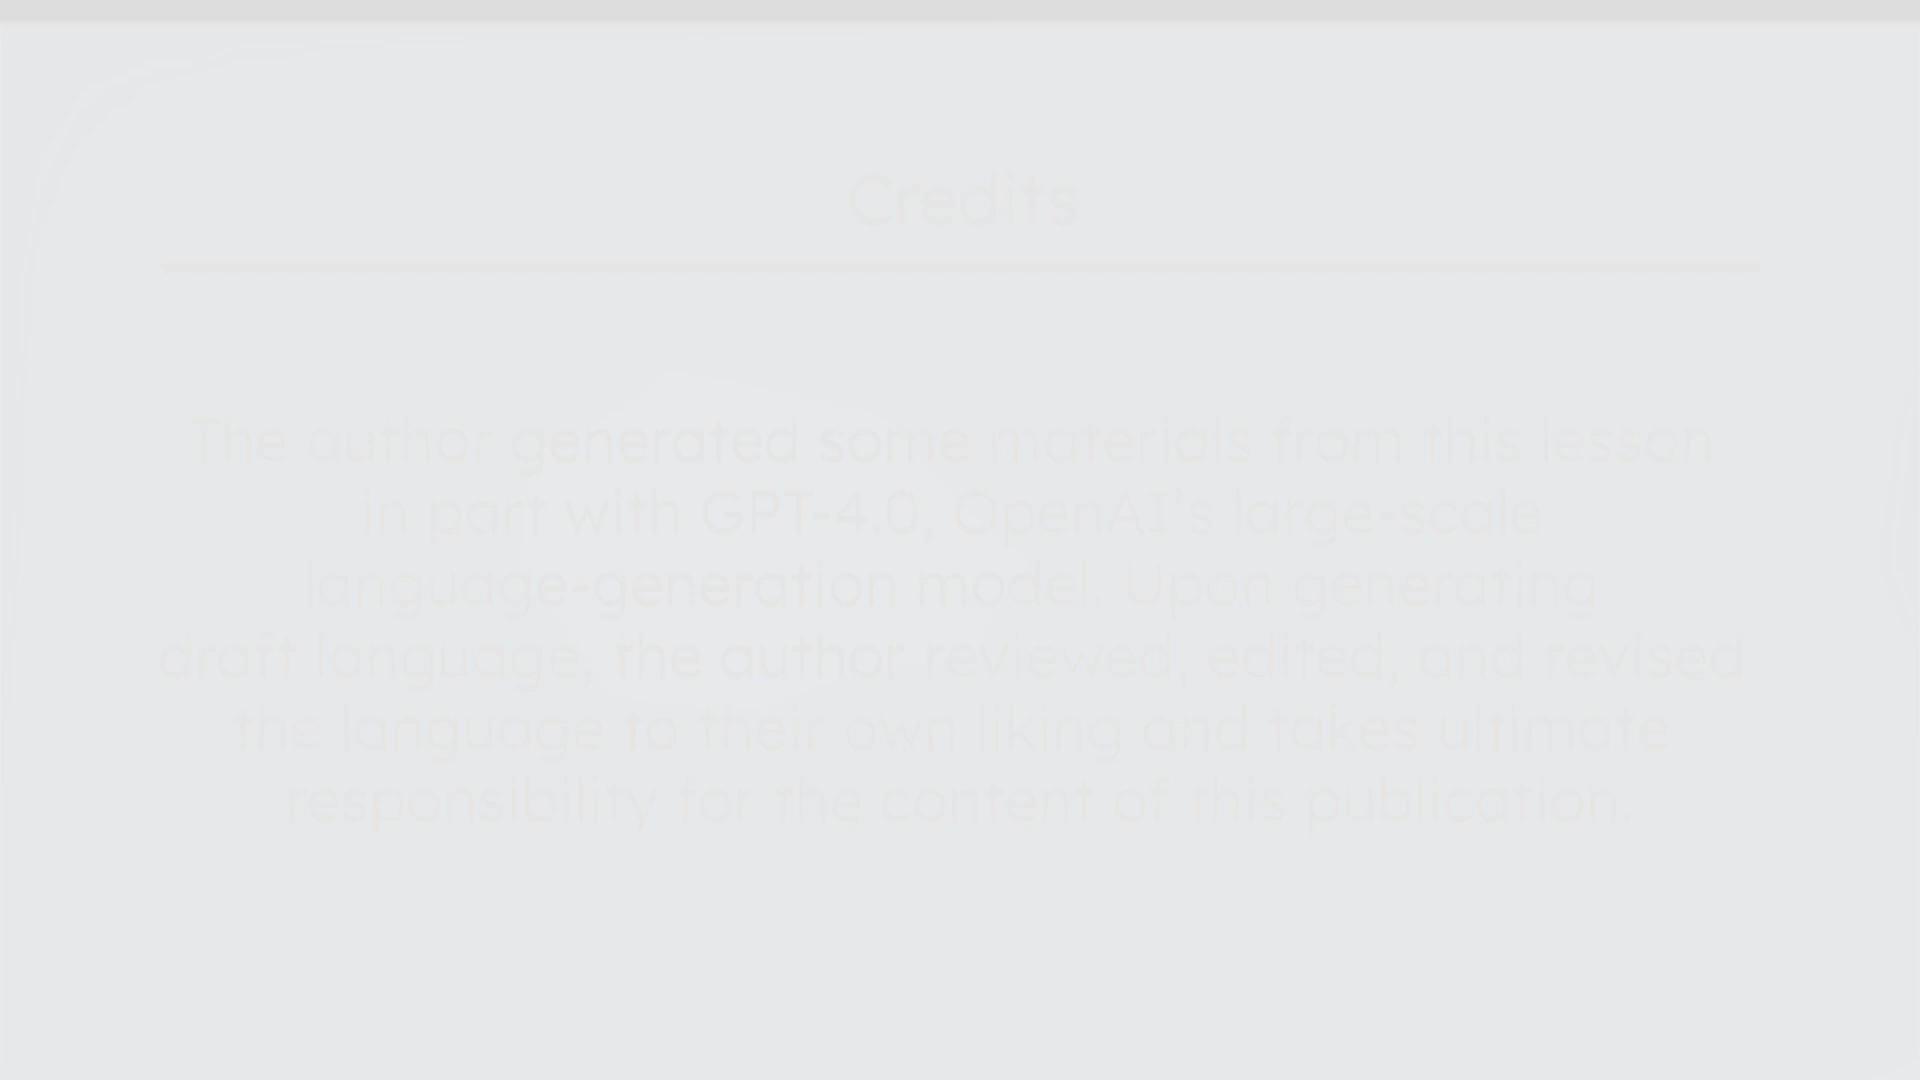 Credits
The author generated some materials from this lesson
in part with GPT-4.0, OpenAI's large-scale
language-generation model. Upon generating
draft language, the author reviewed, edited, and revised
the language to their own liking and takes ultimate
responsibility for the content of this publication.